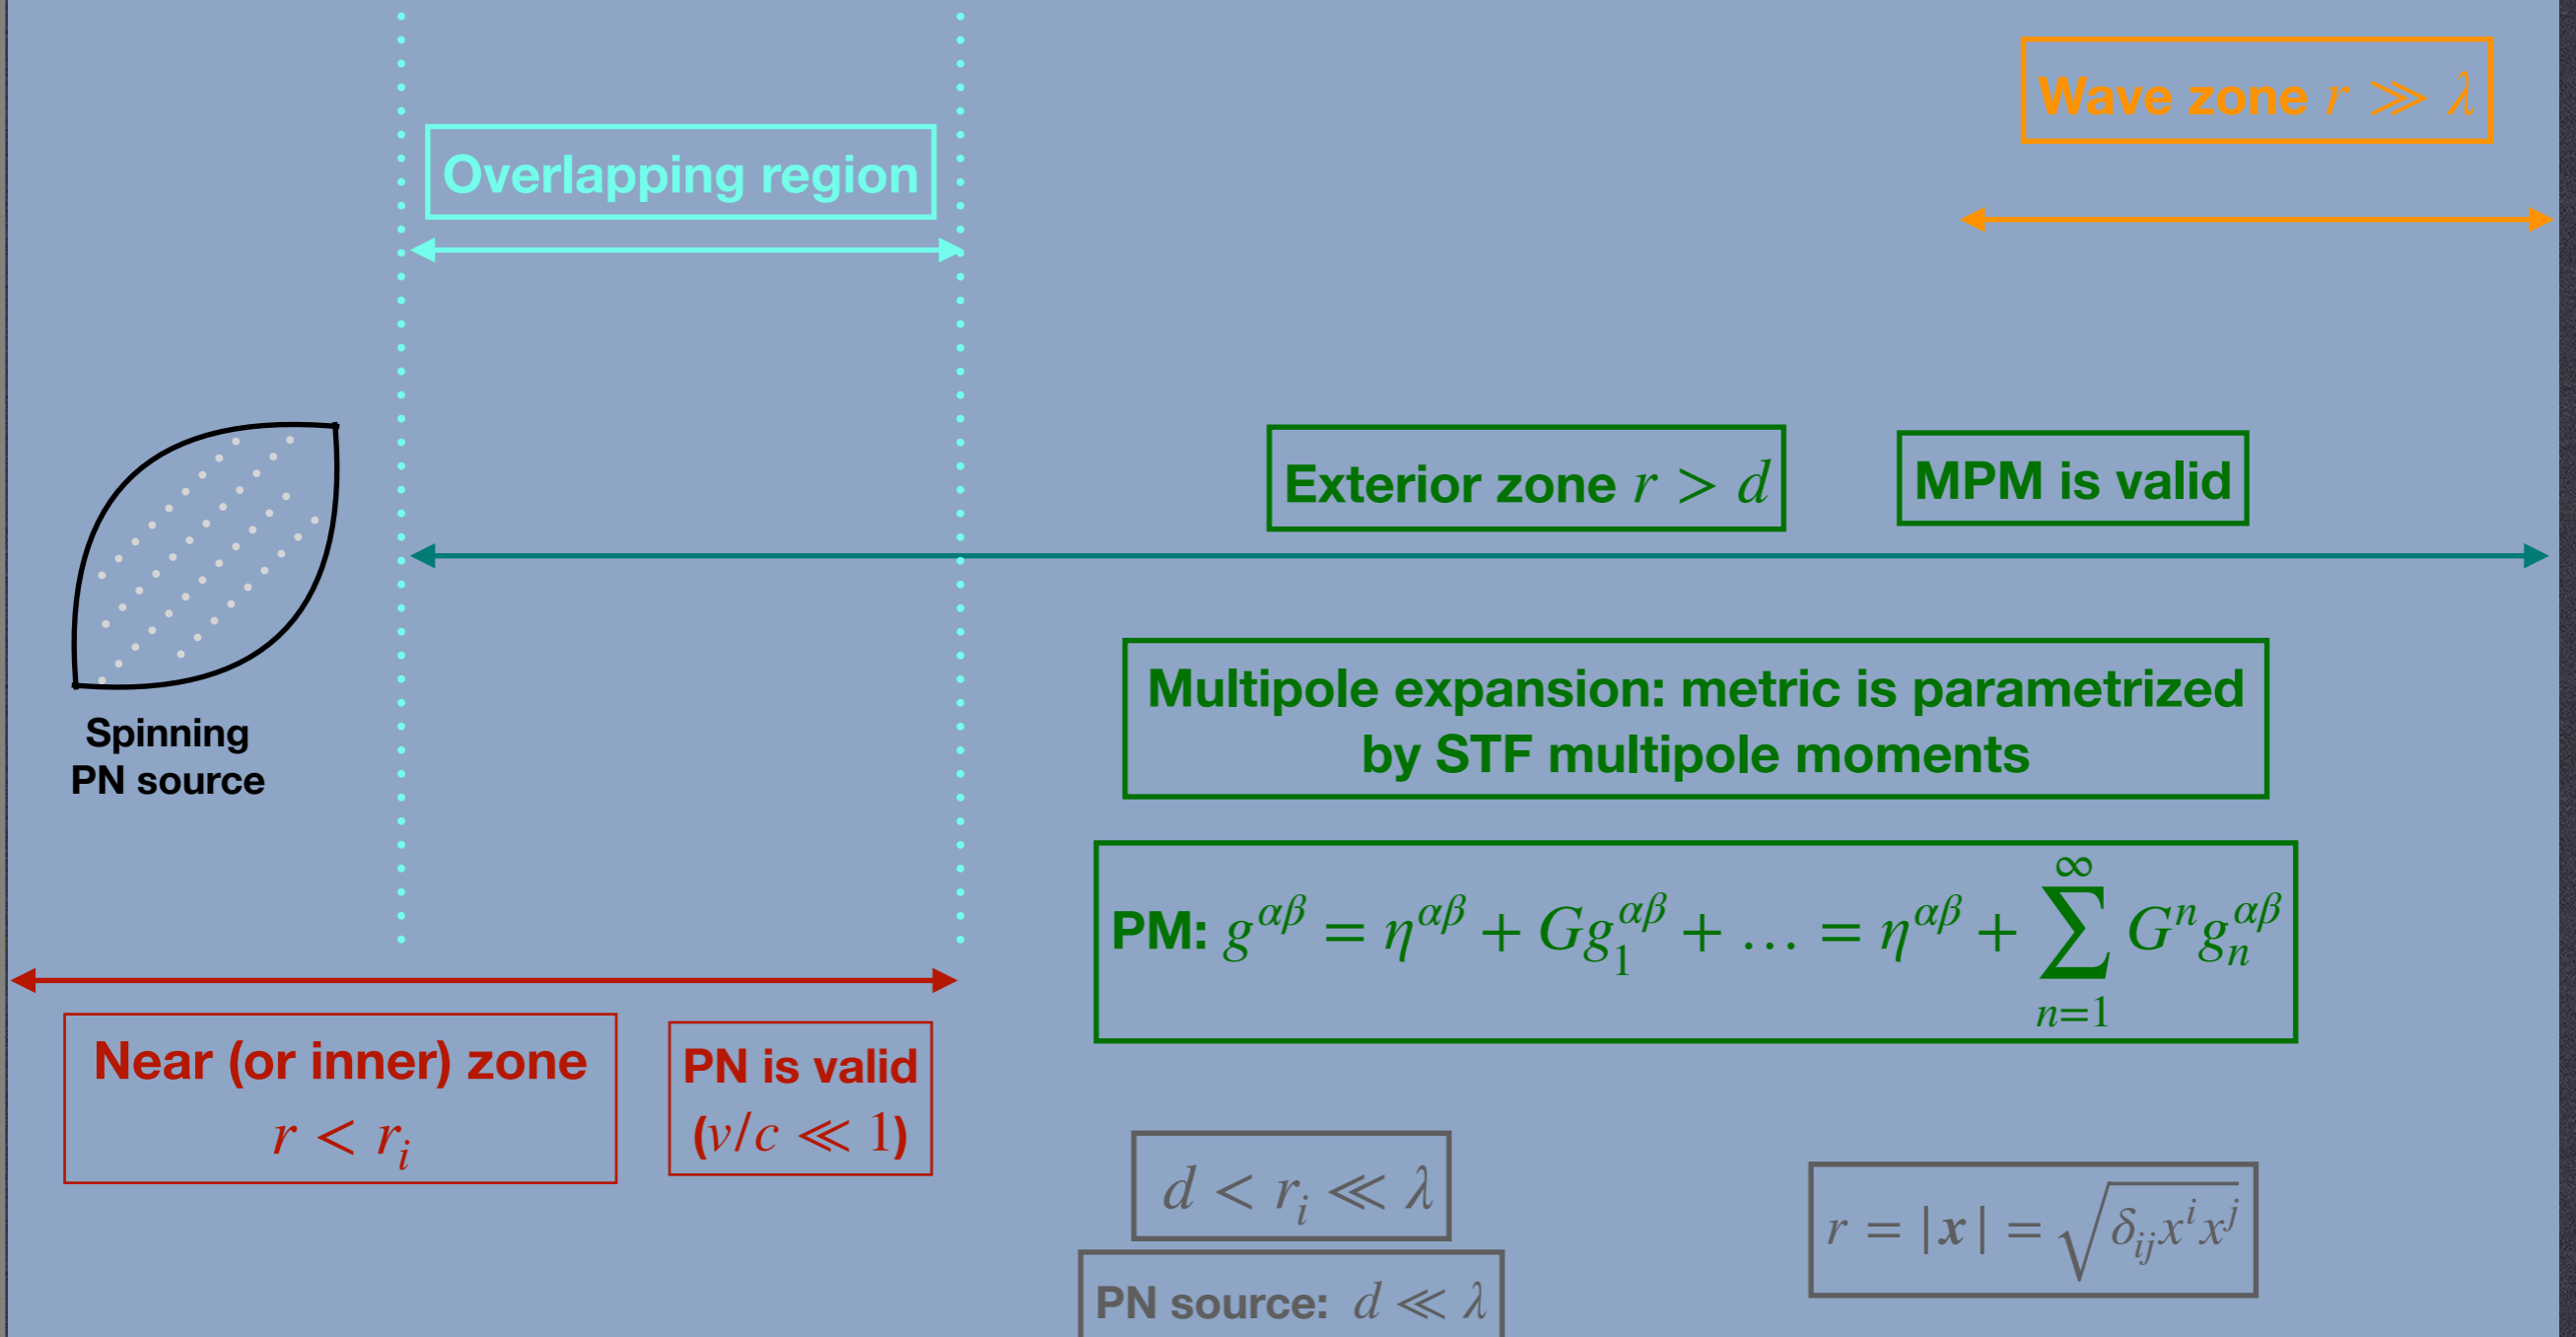 Wave zone r ≫ λ
Overlapping region
Exterior zone r > d
MPM is valid
Multipole expansion: metric is parametrized
by STF multipole moments
Spinning
PN source
PM: g^{αβ} = η^{αβ} + Gg_1^{αβ} + … = η^{αβ} + ∑_{n=1}^{∞} G^n g_n^{αβ}
Near (or inner) zone
r < r_i
PN is valid
(v/c ≪ 1)
d < r_i ≪ λ
r = |x| = √(δ_{ij}x^i x^j)
PN source: d ≪ λ